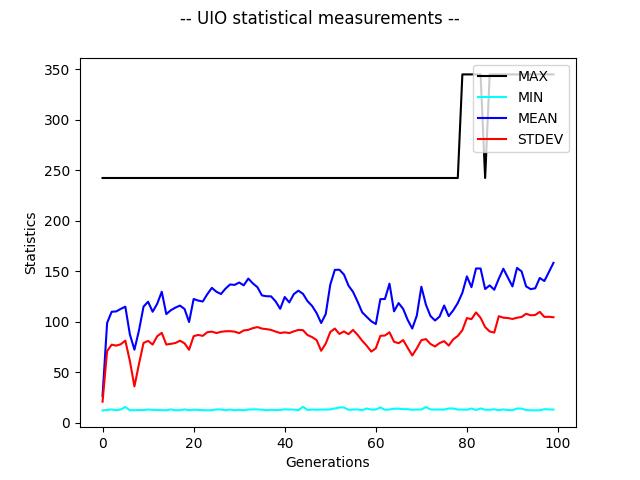 -- UIO statistical measurements --
350
300
250
200
150
100
50
0
Statistics
MAX
MIN
MEAN
STDEV
0 20 40 60 80 100
Generations